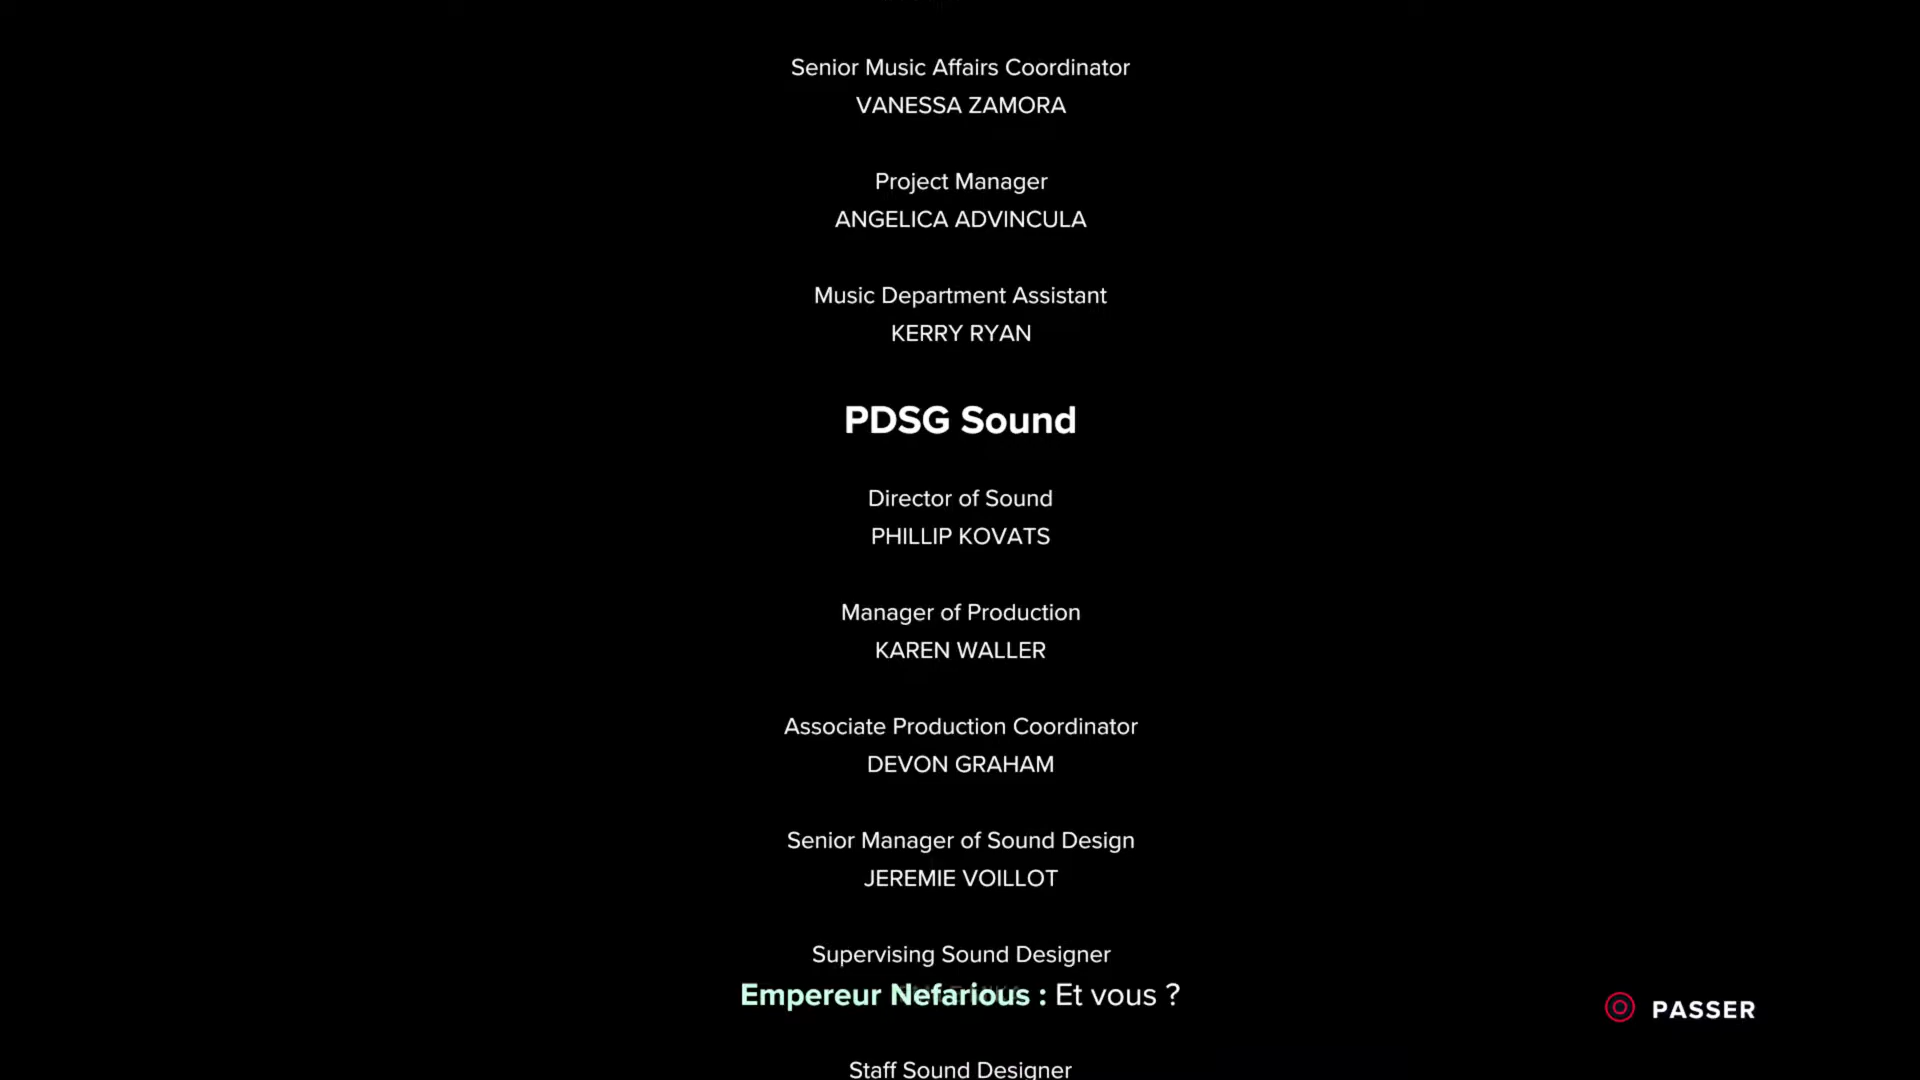 Senior Music Affairs Coordinator
VANESSA ZAMORA
Project Manager
ANGELICA ADVINCULA
Music Department Assistant
KERRY RYAN
PDSG Sound
Director of Sound
PHILLIP KOVATS
Manager of Production
KAREN WALLER
Associate Production Coordinator
DEVON GRAHAM
Senior Manager of Sound Design
JEREMIE VOILLOT
Supervising Sound Designer
Empereur Nefarious : Et vous ?
PASSER
Staff Sound Designer